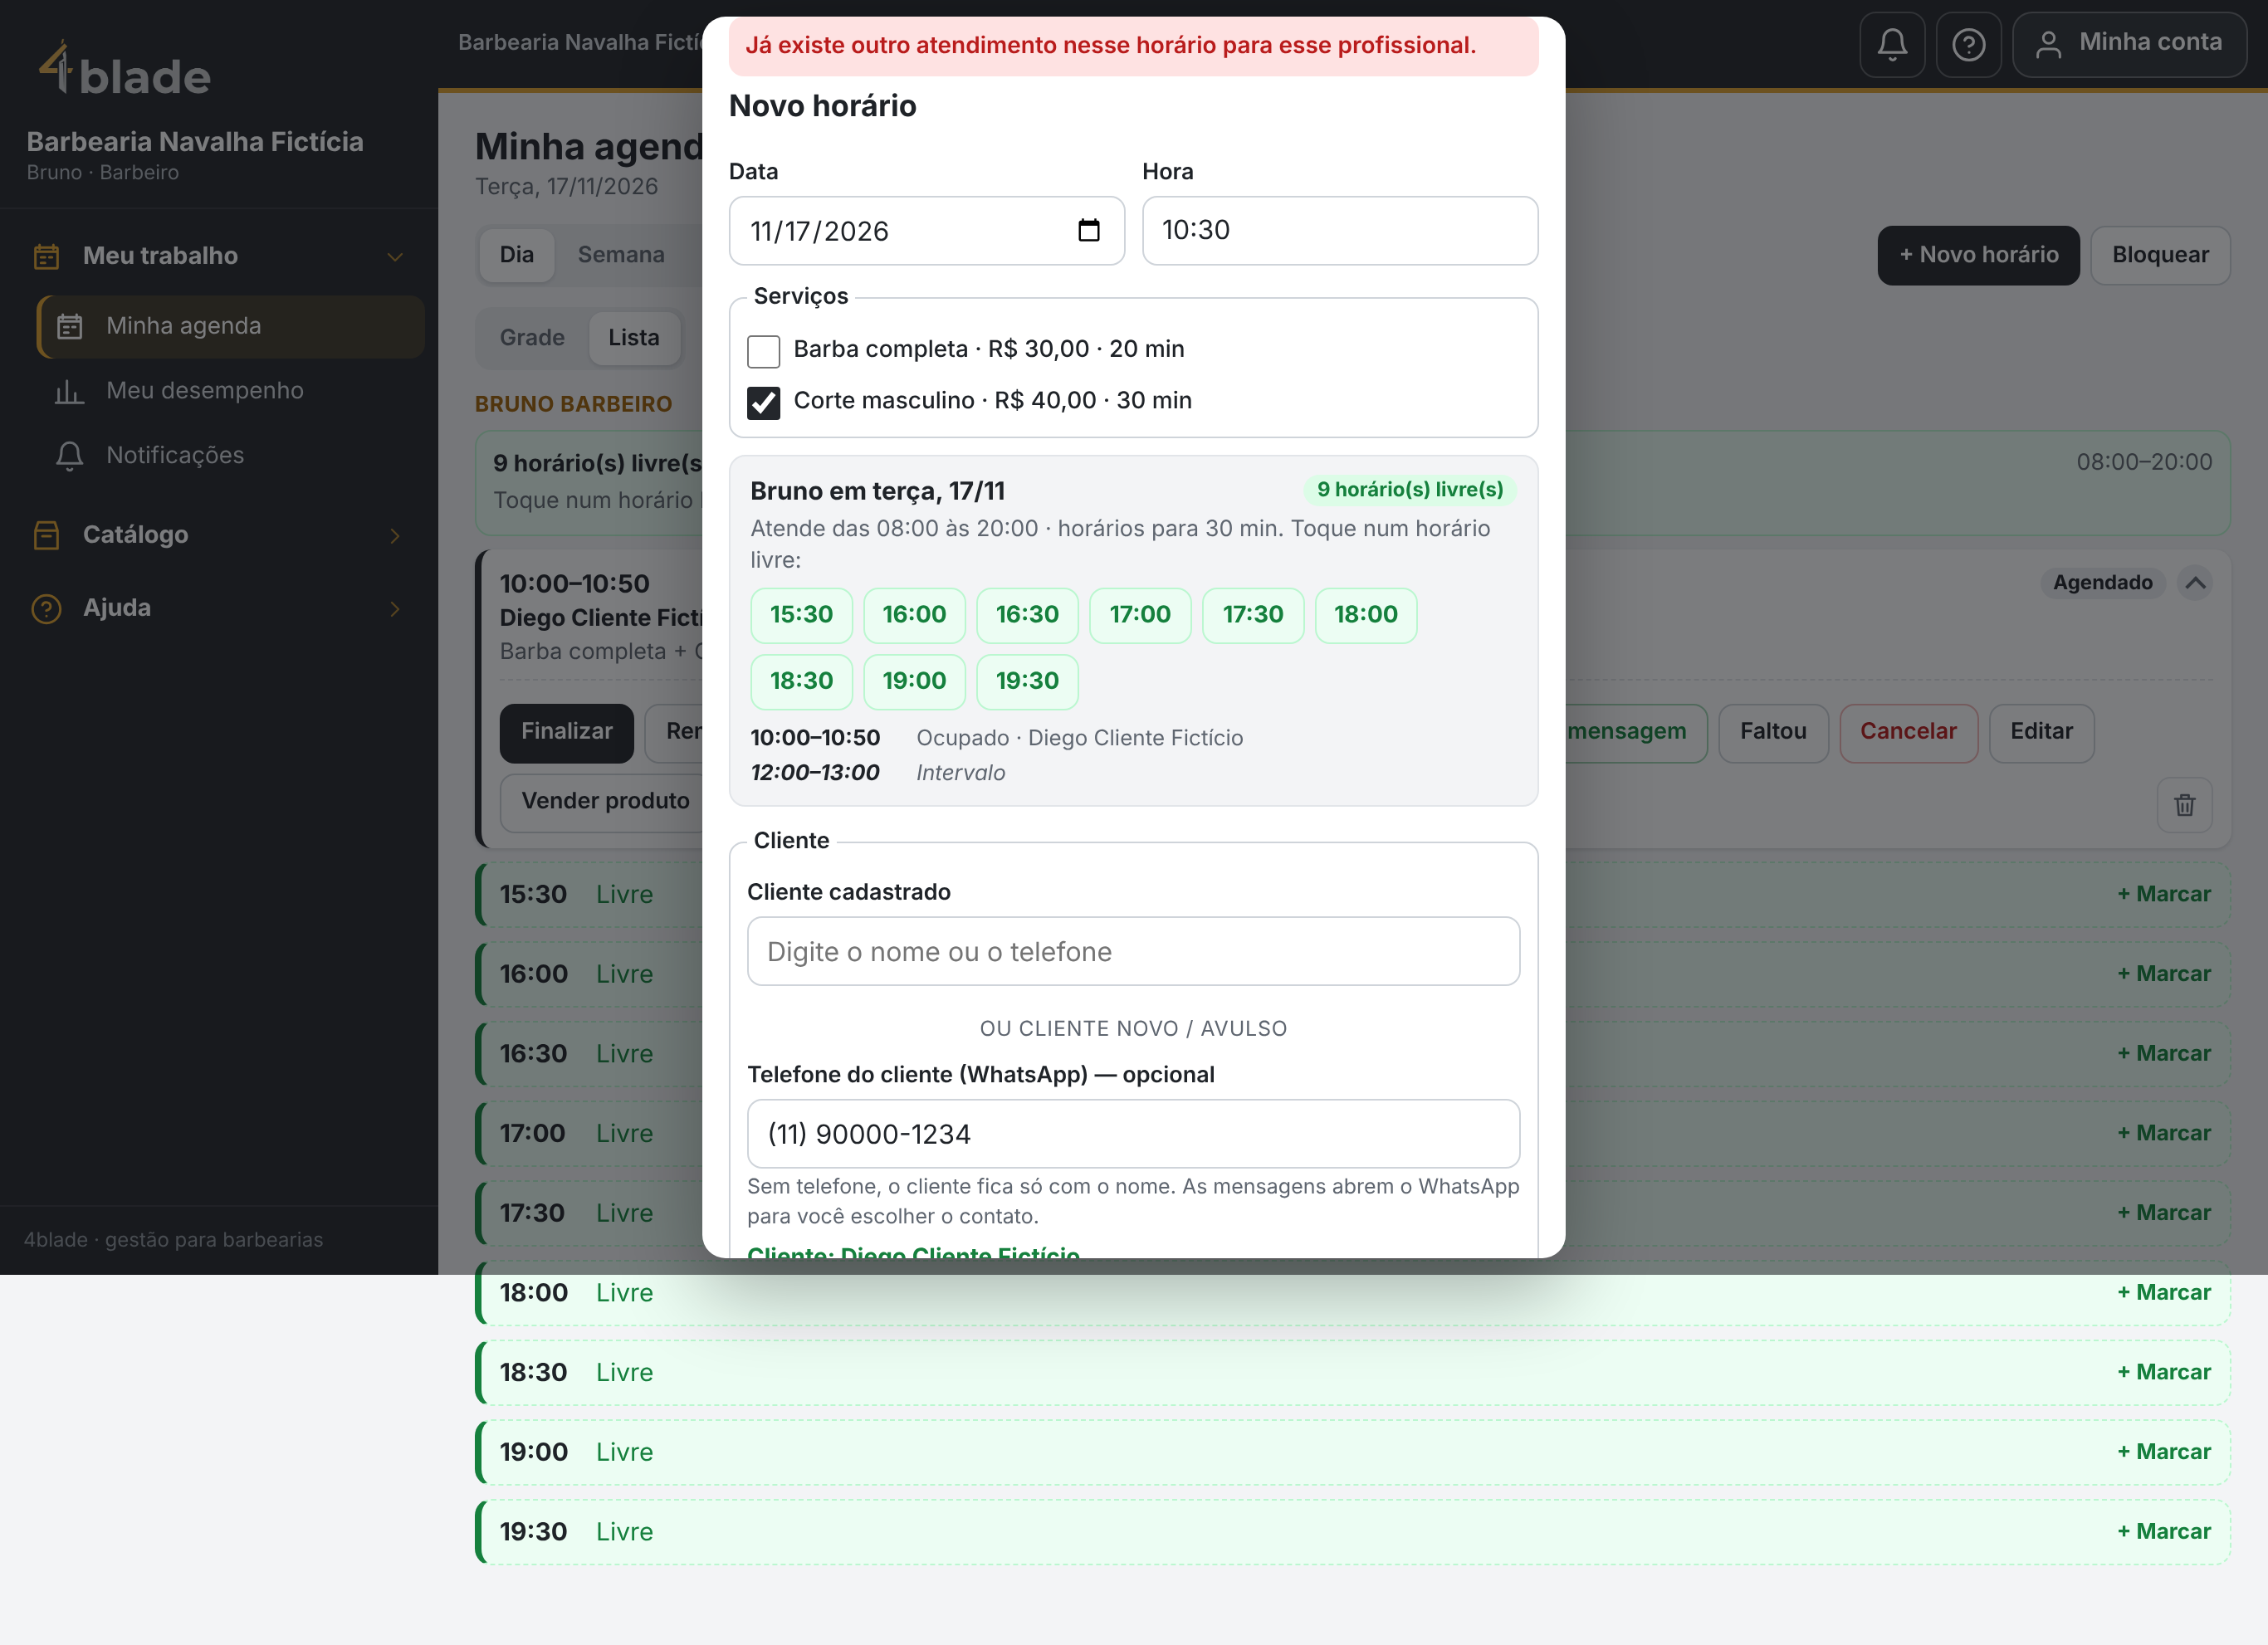 4blade
Barbearia Navalha Fictícia
Bruno · Barbeiro
Meu trabalho
Minha agenda
Meu desempenho
Notificações
Catálogo
Ajuda
4blade · gestão para barbearias
Barbearia Navalha
Minha conta
Minha
Terça, 17/11/2026
Dia
Semana
+ Novo horário
Bloquear
Grade
Lista
BRUNO BARBEIRO
9 horário(s)
08:00–20:00
Toque num horário
10:00–10:50
Agendado
Diego Cliente
Barba completa +
Finalizar
mensagem
Faltou
Cancelar
Editar
Vender produto
Já existe outro atendimento nesse horário para esse profissional.
Novo horário
Data
Hora
11/17/2026
10:30
Serviços
Barba completa · R$ 30,00 · 20 min
Corte masculino · R$ 40,00 · 30 min
Bruno em terça, 17/11
9 horário(s) livre(s)
Atende das 08:00 às 20:00 · horários para 30 min. Toque num horário
livre:
15:30 16:00 16:30 17:00 17:30 18:00
18:30 19:00 19:30
10:00–10:50 Ocupado · Diego Cliente Fictício
12:00–13:00 Intervalo
Cliente
Cliente cadastrado
Digite o nome ou o telefone
OU CLIENTE NOVO / AVULSO
Telefone do cliente (WhatsApp) — opcional
(11) 90000-1234
Sem telefone, o cliente fica só com o nome. As mensagens abrem o WhatsApp
para você escolher o contato.
Cliente: Diego Cliente Fictício
15:30 Livre + Marcar
16:00 Livre + Marcar
16:30 Livre + Marcar
17:00 Livre + Marcar
17:30 Livre + Marcar
18:00 Livre + Marcar
18:30 Livre + Marcar
19:00 Livre + Marcar
19:30 Livre + Marcar